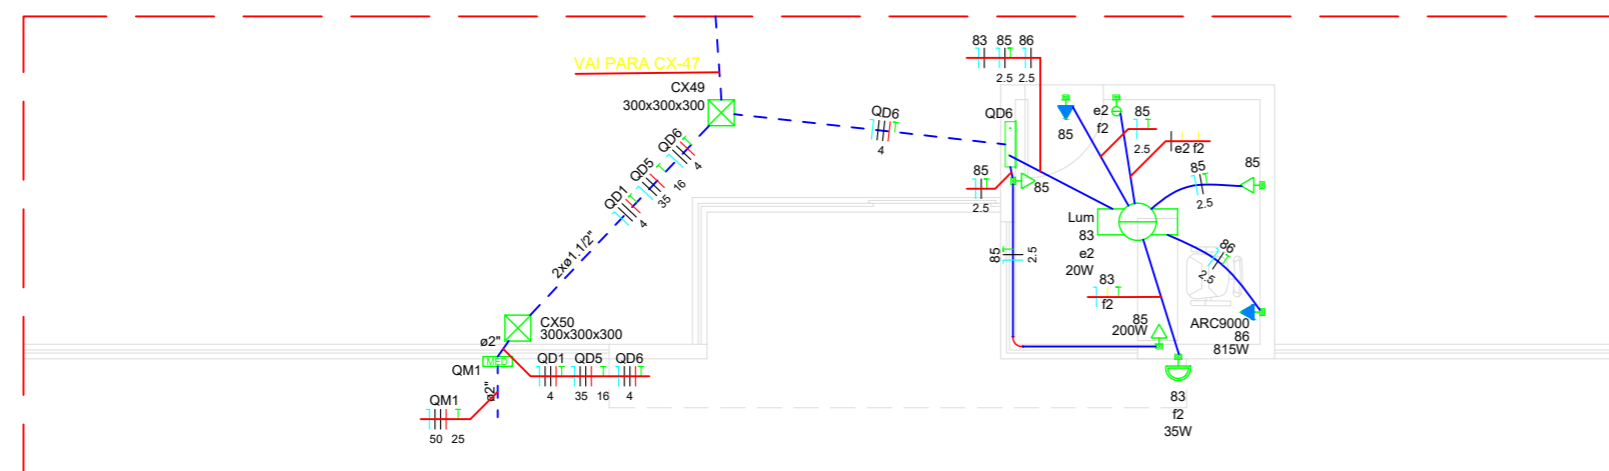 83 85 86
2.5 2.5
VAI PARA CX-47
CX49
300x300x300
QD6
4
QD6
85
e2
f2
85
2.5
e2 f2
QD6
4
QD5
35 16
QD1
4
85
2.5
85
85
2.5
85
Lum
83
e2
20W
85
2.5
86
2.5
2xø1.1/2"
83
f2
CX50
300x300x300
ø2"
MED
QM1
QD1 QD5 QD6
4 35 16 4
ø2"
QM1
50 25
85
200W
ARC9000
86
815W
83
f2
35W